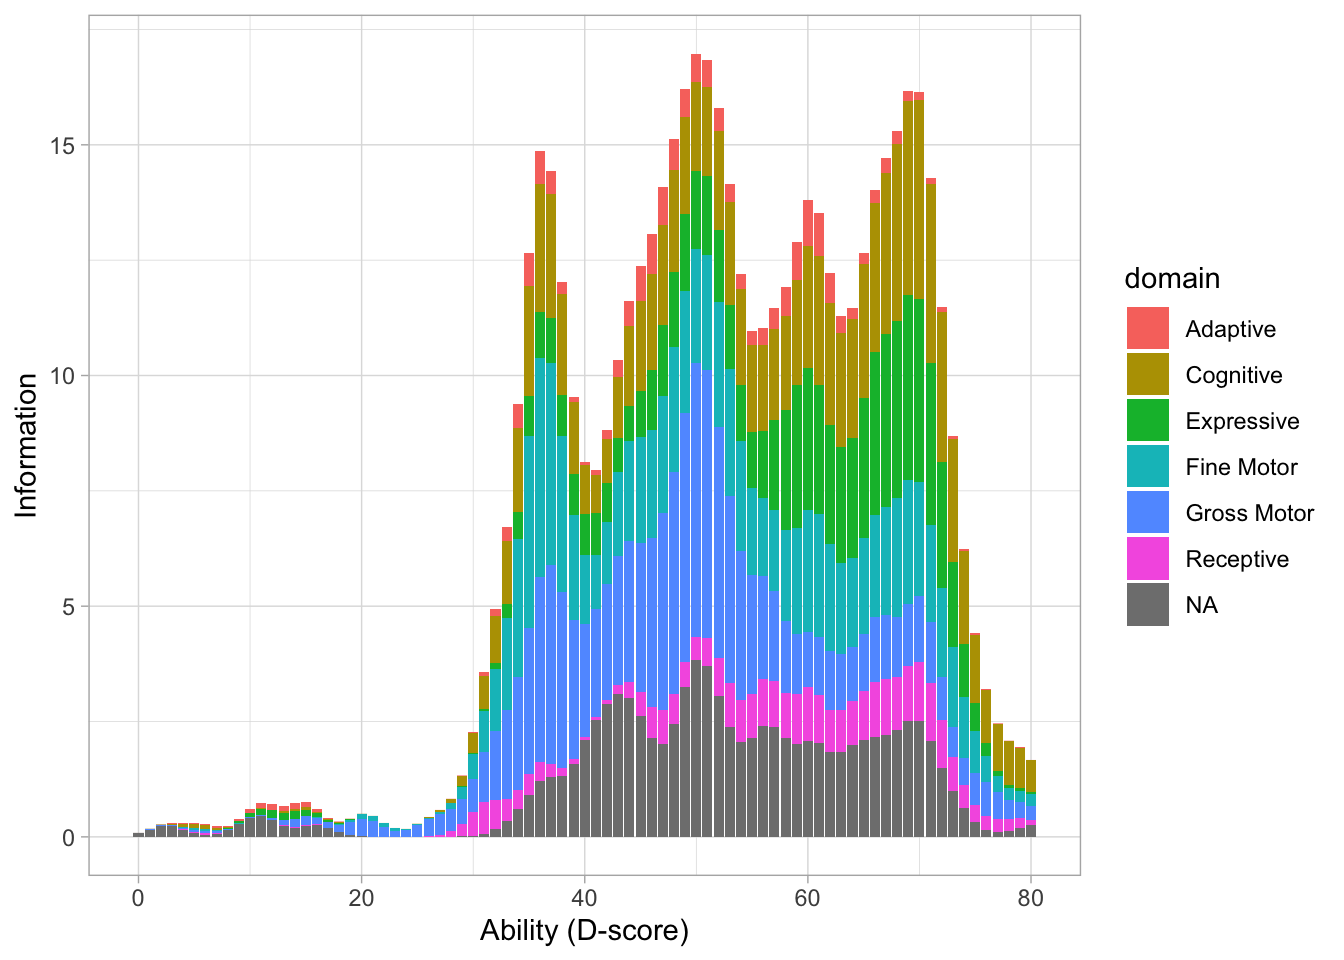 Information
15
10
5
0
0 20 40 60 80
Ability (D-score)
domain
Adaptive
Cognitive
Expressive
Fine Motor
Gross Motor
Receptive
NA